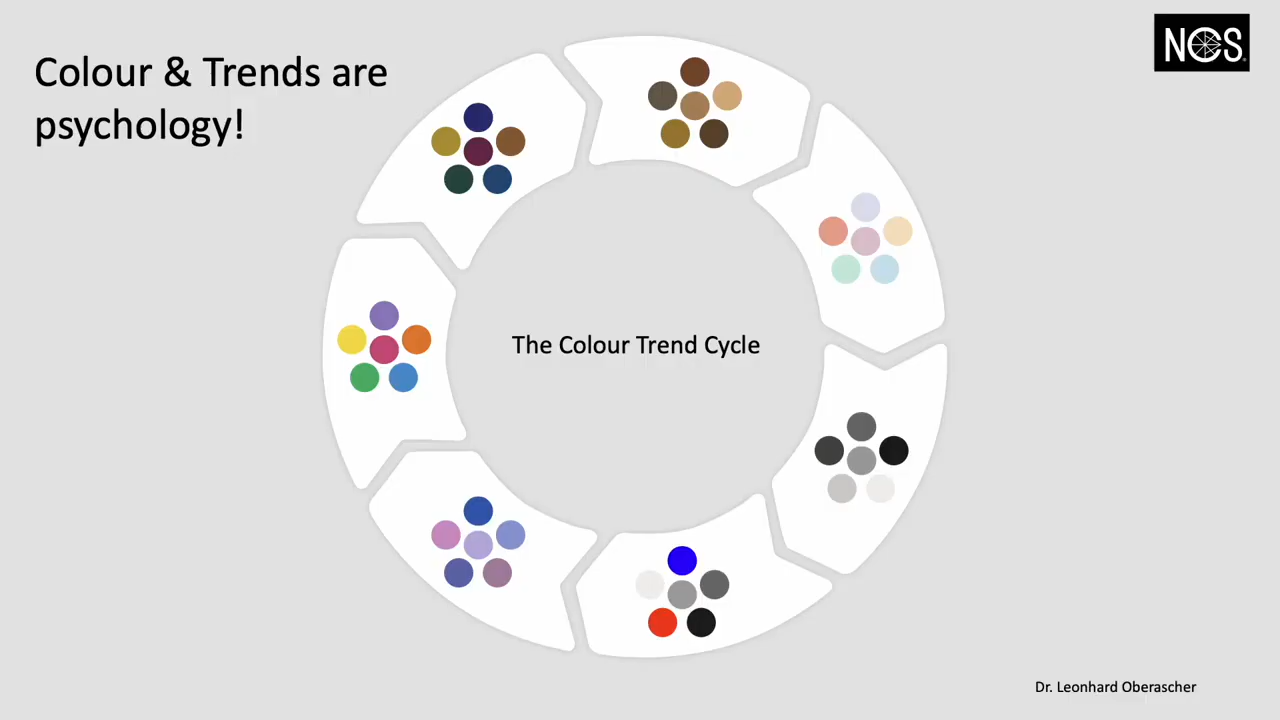 Colour & Trends are
psychology!
NCS
The Colour Trend Cycle
Dr. Leonhard Oberascher